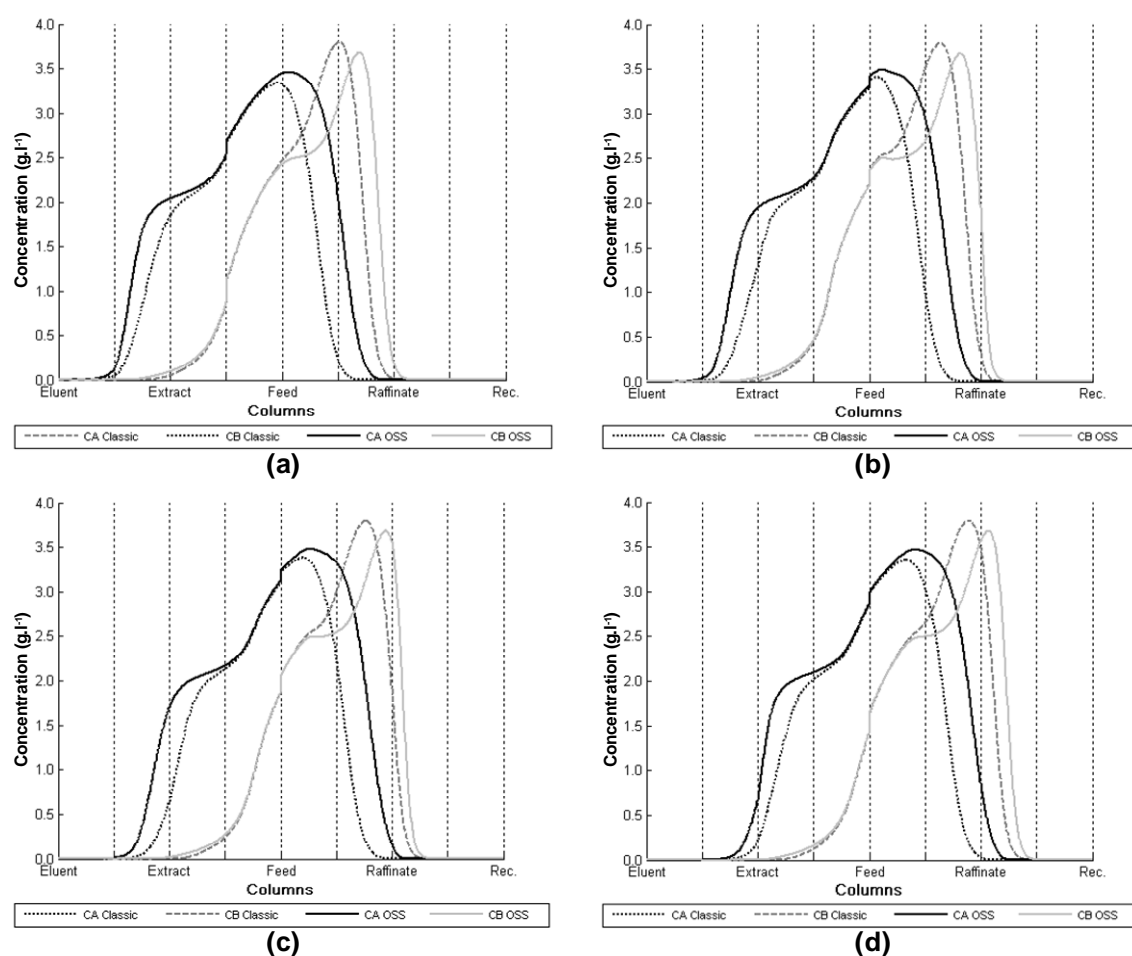 4.0
3.5
3.0
2.5
2.0
1.5
1.0
0.5
0.0
Concentration (g.l⁻¹)
Eluent Extract Feed Raffinate Rec.
Columns
CA Classic CB Classic CA OSS CB OSS
(a)
4.0
3.5
3.0
2.5
2.0
1.5
1.0
0.5
0.0
Concentration (g.l⁻¹)
Eluent Extract Feed Raffinate Rec.
Columns
CA Classic CB Classic CA OSS CB OSS
(b)
4.0
3.5
3.0
2.5
2.0
1.5
1.0
0.5
0.0
Concentration (g.l⁻¹)
Eluent Extract Feed Raffinate Rec.
Columns
CA Classic CB Classic CA OSS CB OSS
(c)
4.0
3.5
3.0
2.5
2.0
1.5
1.0
0.5
0.0
Concentration (g.l⁻¹)
Eluent Extract Feed Raffinate Rec.
Columns
CA Classic CB Classic CA OSS CB OSS
(d)